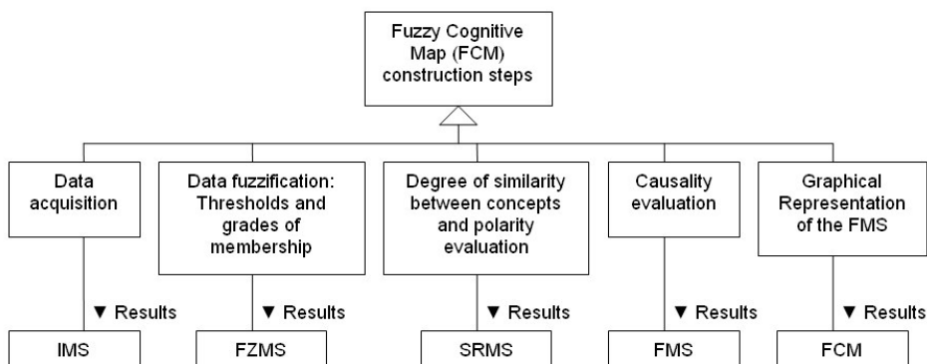 Fuzzy Cognitive
Map (FCM)
construction steps
Data
acquisition
Data fuzzification:
Thresholds and
grades of
membership
Degree of similarity
between concepts
and polarity
evaluation
Causality
evaluation
Graphical
Representation
of the FMS
▼ Results
▼ Results
▼ Results
▼ Results
▼ Results
IMS
FZMS
SRMS
FMS
FCM